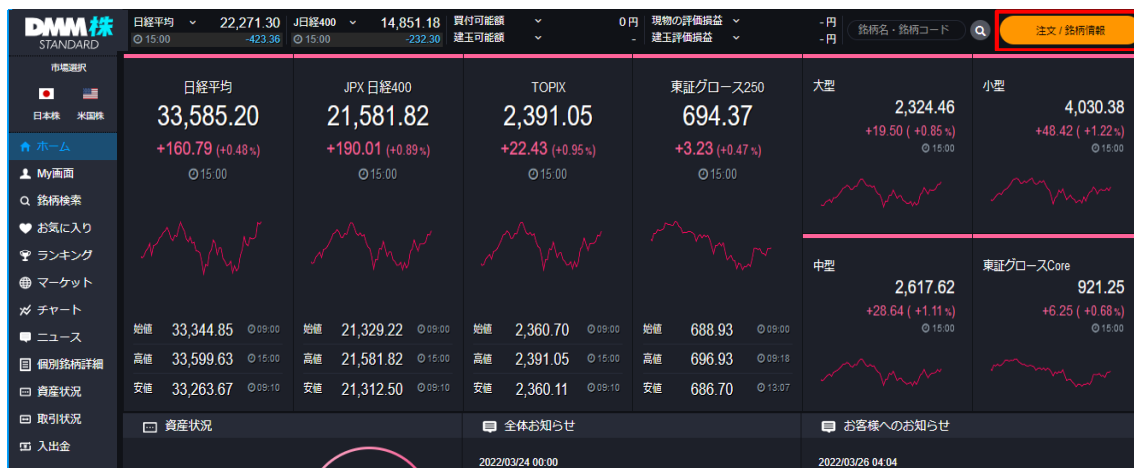 DMM株
STANDARD
日経平均 22,271.30 J日経400 14,851.18 買付可能額 0円 現物の評価損益 -円
15:00 -423.36 15:00 -232.30 建玉可能額 - 建玉評価損益 -円
銘柄名・銘柄コード
注文 / 銘柄情報
市場選択
日本株 米国株
ホーム
My画面
銘柄検索
お気に入り
ランキング
マーケット
チャート
ニュース
個別銘柄詳細
資産状況
取引状況
入出金
日経平均
33,585.20
+160.79 (+0.48%)
15:00
始値 33,344.85 09:00
高値 33,599.63 15:00
安値 33,263.67 09:10
JPX 日経400
21,581.82
+190.01 (+0.89%)
15:00
始値 21,329.22 09:00
高値 21,581.82 15:00
安値 21,312.50 09:10
TOPIX
2,391.05
+22.43 (+0.95%)
15:00
始値 2,360.70 09:00
高値 2,391.05 15:00
安値 2,360.11 09:10
東証グロース250
694.37
+3.23 (+0.47%)
15:00
始値 688.93 09:00
高値 696.93 09:18
安値 686.70 13:07
大型
2,324.46
+19.50 ( +0.85%)
15:00
小型
4,030.38
+48.42 ( +1.22%)
15:00
中型
2,617.62
+28.64 ( +1.11%)
15:00
東証グロースCore
921.25
+6.25 ( +0.68%)
15:00
資産状況
全体お知らせ
2022/03/24 00:00
お客様へのお知らせ
2022/03/26 04:04